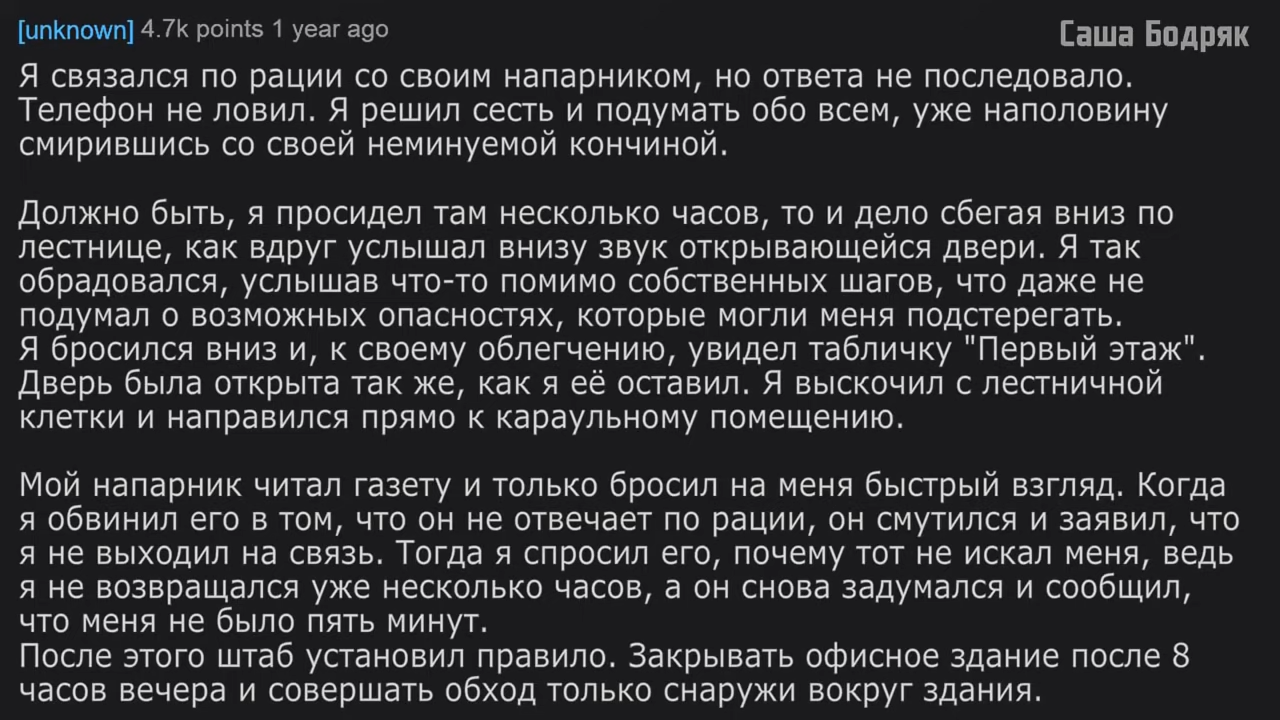 [unknown] 4.7k points 1 year ago
Саша Бодряк
Я связался по рации со своим напарником, но ответа не последовало.
Телефон не ловил. Я решил сесть и подумать обо всем, уже наполовину
смирившись со своей неминуемой кончиной.
Должно быть, я просидел там несколько часов, то и дело сбегая вниз по
лестнице, как вдруг услышал внизу звук открывающейся двери. Я так
обрадовался, услышав что-то помимо собственных шагов, что даже не
подумал о возможных опасностях, которые могли меня подстерегать.
Я бросился вниз и, к своему облегчению, увидел табличку "Первый этаж".
Дверь была открыта так же, как я её оставил. Я выскочил с лестничной
клетки и направился прямо к караульному помещению.
Мой напарник читал газету и только бросил на меня быстрый взгляд. Когда
я обвинил его в том, что он не отвечает по рации, он смутился и заявил, что
я не выходил на связь. Тогда я спросил его, почему тот не искал меня, ведь
я не возвращался уже несколько часов, а он снова задумался и сообщил,
что меня не было пять минут.
После этого штаб установил правило. Закрывать офисное здание после 8
часов вечера и совершать обход только снаружи вокруг здания.